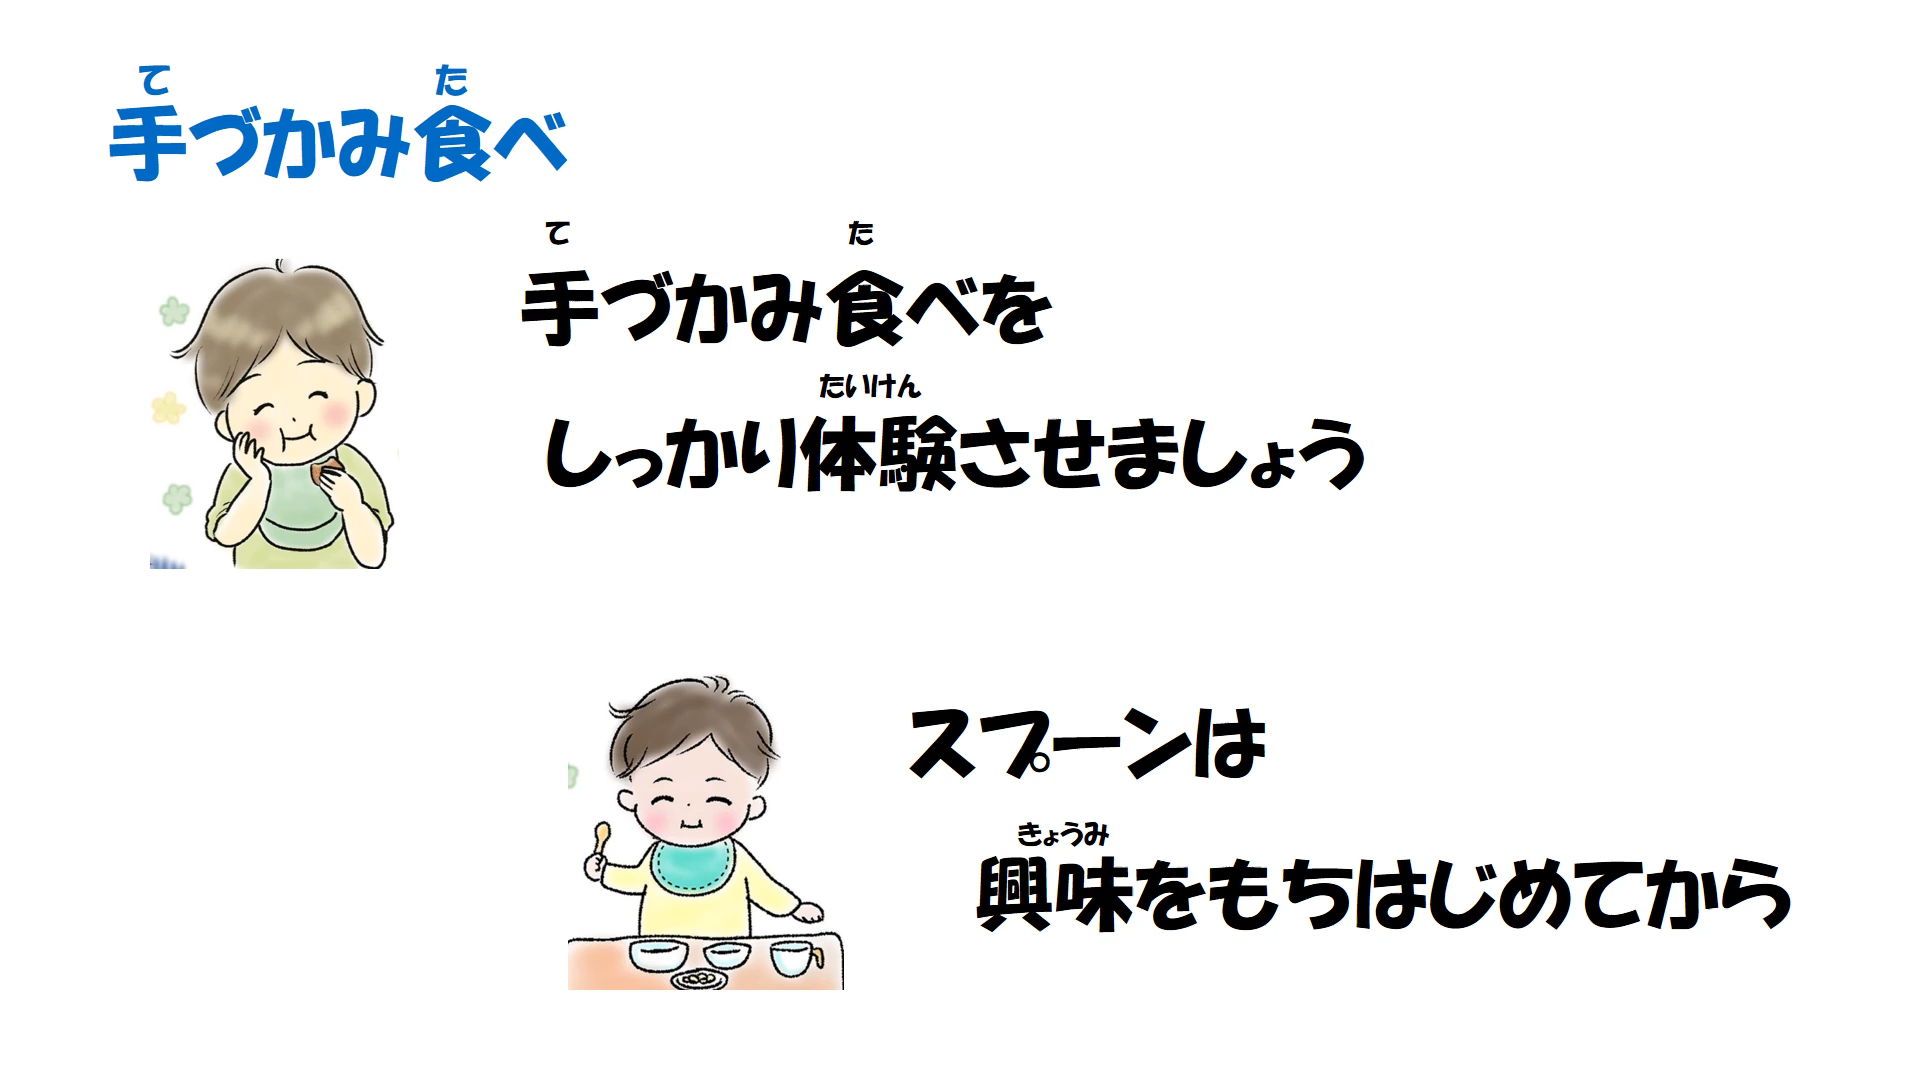 て た
手づかみ食べ
て た
手づかみ食べを
たいけん
しっかり体験させましょう
スプーンは
きょうみ
興味をもちはじめてから